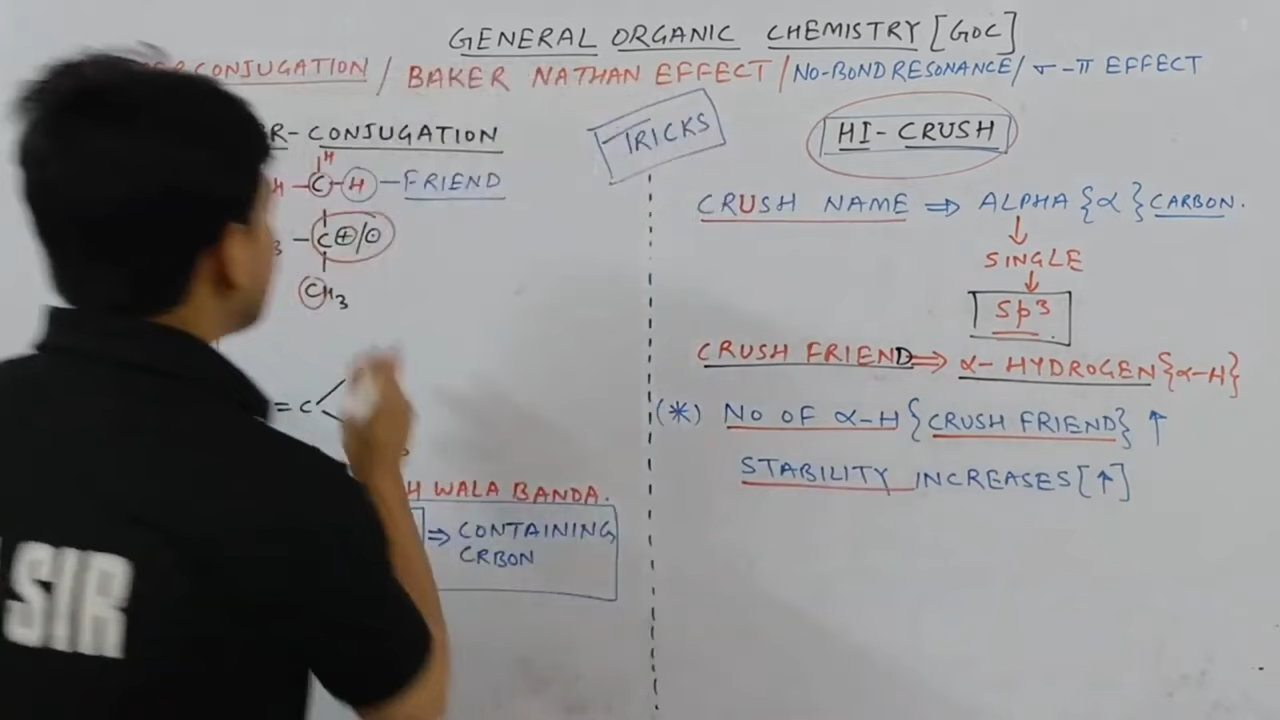 GENERAL ORGANIC CHEMISTRY [GOC]
CONJUGATION / BAKER NATHAN EFFECT / NO-BOND RESONANCE / σ-π EFFECT
R-CONJUGATION
H
H-C-H-FRIEND
3-C⊕/⊖
CH3
=C
H WALA BANDA.
⇒ CONTAINING
CRBON
TRICKS
HI-CRUSH
CRUSH NAME ⇒ ALPHA {α} CARBON.
↓
SINGLE
↓
Sp³
CRUSH FRIEND ⇒ α-HYDROGEN {α-H}
(*) NO OF α-H {CRUSH FRIEND} ↑
STABILITY INCREASES [↑]
SIR